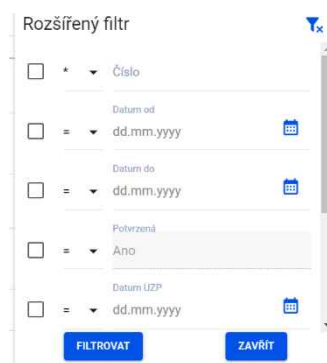 Rozšířený filtr
* Číslo
Datum od
= dd.mm.yyyy
Datum do
= dd.mm.yyyy
Potvrzená
= Ano
Datum UZP
= dd.mm.yyyy
FILTROVAT ZAVŘÍT